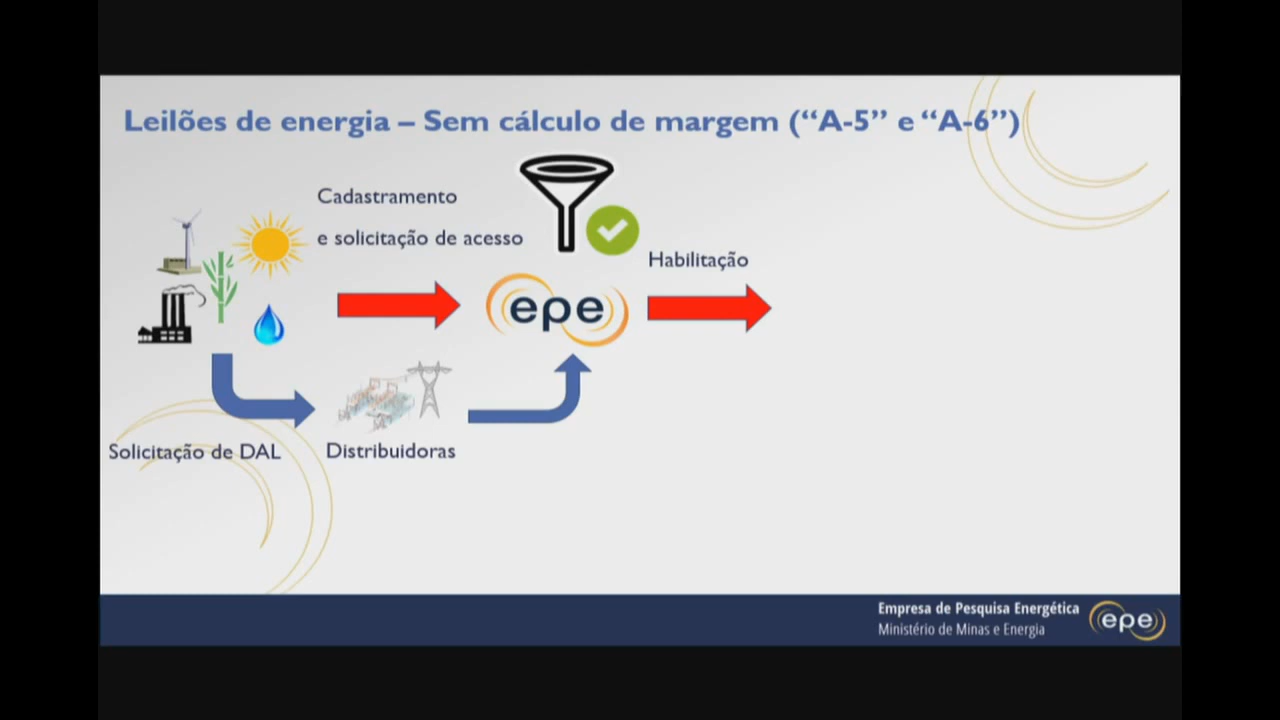 Leilões de energia – Sem cálculo de margem (“A-5” e “A-6”)
Cadastramento
e solicitação de acesso
Habilitação
epe
Solicitação de DAL
Distribuidoras
Empresa de Pesquisa Energética
Ministério de Minas e Energia
epe